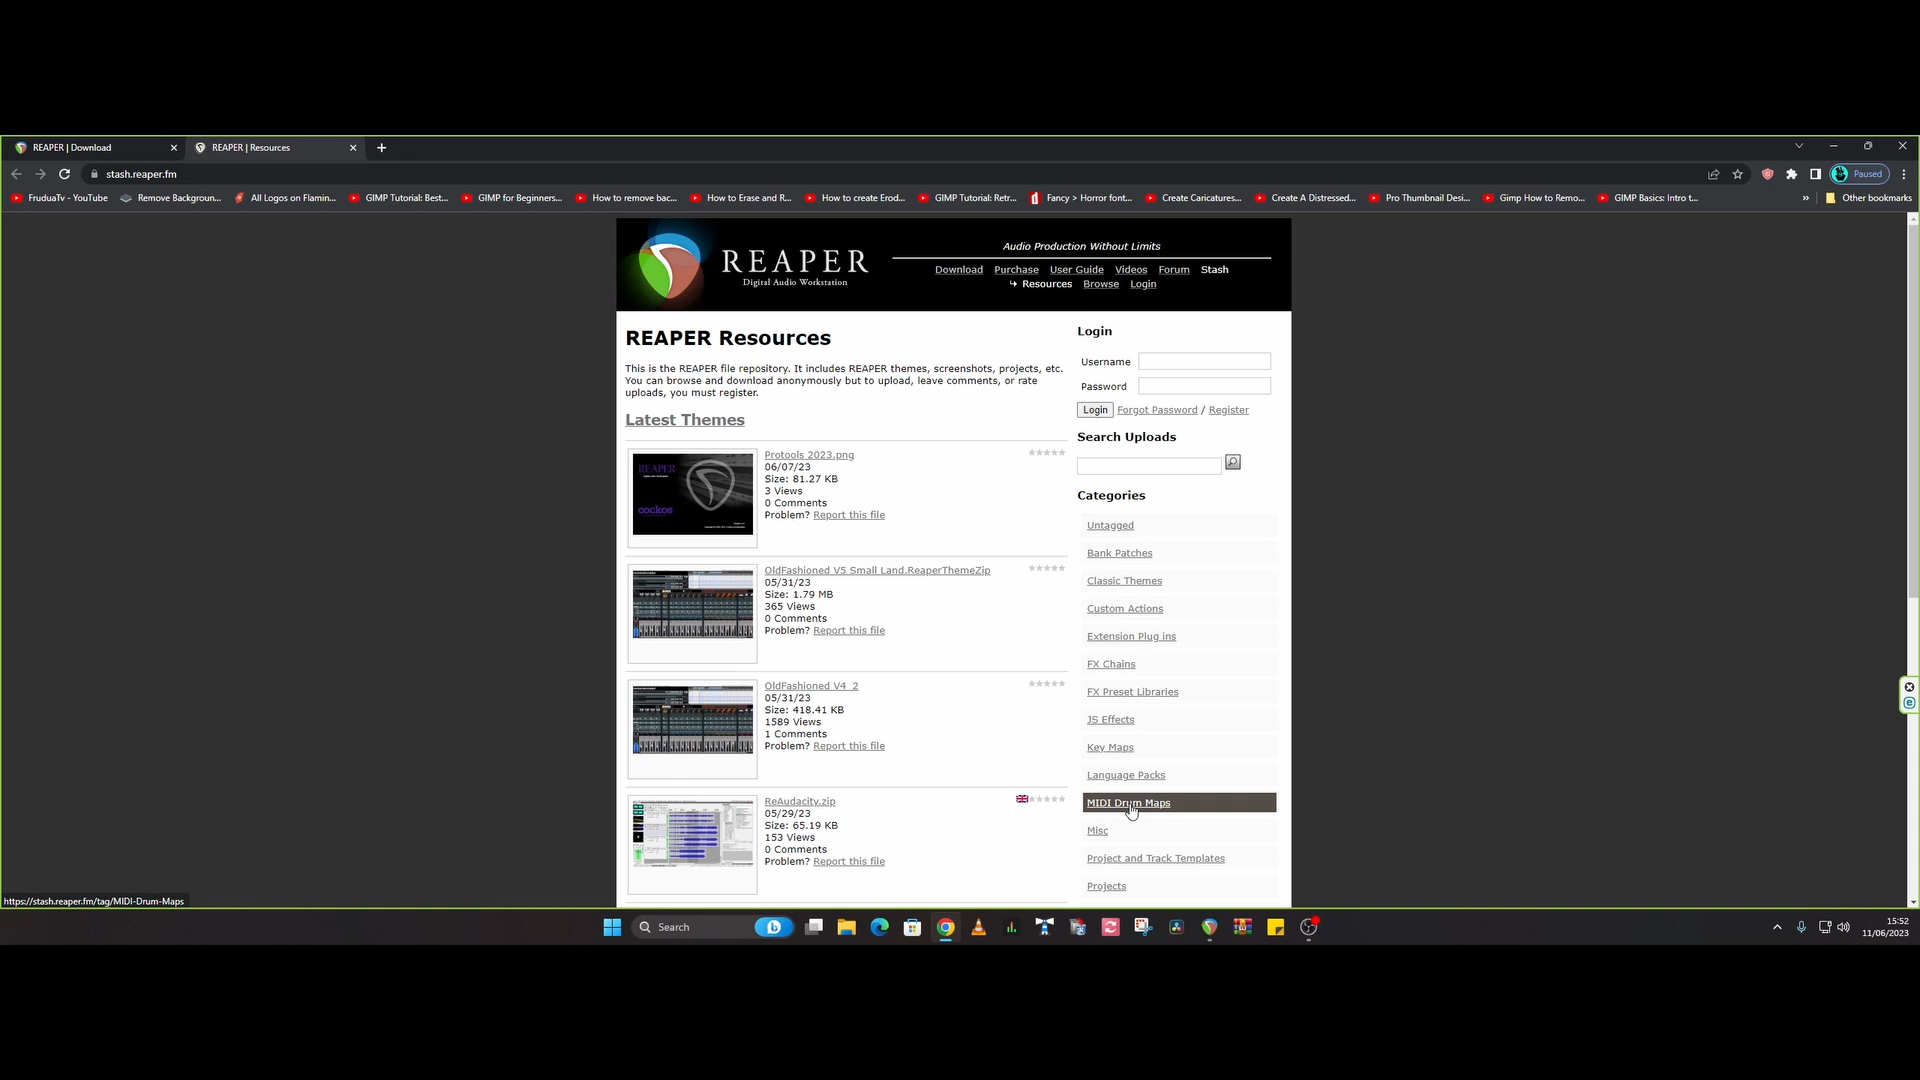 REAPER | Download
REAPER | Resources
stash.reaper.fm
Paused
FruduaTv - YouTube
Remove Backgroun...
All Logos on Flamin...
GIMP Tutorial: Best...
GIMP for Beginners...
How to remove bac...
How to Erase and R...
How to create Erod...
GIMP Tutorial: Retr...
Fancy > Horror font...
Create Caricatures...
Create A Distressed...
Pro Thumbnail Desi...
Gimp How to Remo...
GIMP Basics: Intro t...
»
Other bookmarks
REAPER
Digital Audio Workstation
Audio Production Without Limits
Download Purchase User Guide Videos Forum Stash
↳ Resources Browse Login
REAPER Resources
This is the REAPER file repository. It includes REAPER themes, screenshots, projects, etc.
You can browse and download anonymously but to upload, leave comments, or rate
uploads, you must register.
Latest Themes
REAPER
cockos
Protools 2023.png
06/07/23
Size: 81.27 KB
3 Views
0 Comments
Problem? Report this file
OldFashioned V5 Small Land.ReaperThemeZip
05/31/23
Size: 1.79 MB
365 Views
0 Comments
Problem? Report this file
OldFashioned V4_2
05/31/23
Size: 418.41 KB
1589 Views
1 Comments
Problem? Report this file
ReAudacity.zip
05/29/23
Size: 65.19 KB
153 Views
0 Comments
Problem? Report this file
Login
Username
Password
Login Forgot Password / Register
Search Uploads
Categories
Untagged
Bank Patches
Classic Themes
Custom Actions
Extension Plug ins
FX Chains
FX Preset Libraries
JS Effects
Key Maps
Language Packs
MIDI Drum Maps
Misc
Project and Track Templates
Projects
https://stash.reaper.fm/tag/MIDI-Drum-Maps
Search
15:52
11/06/2023